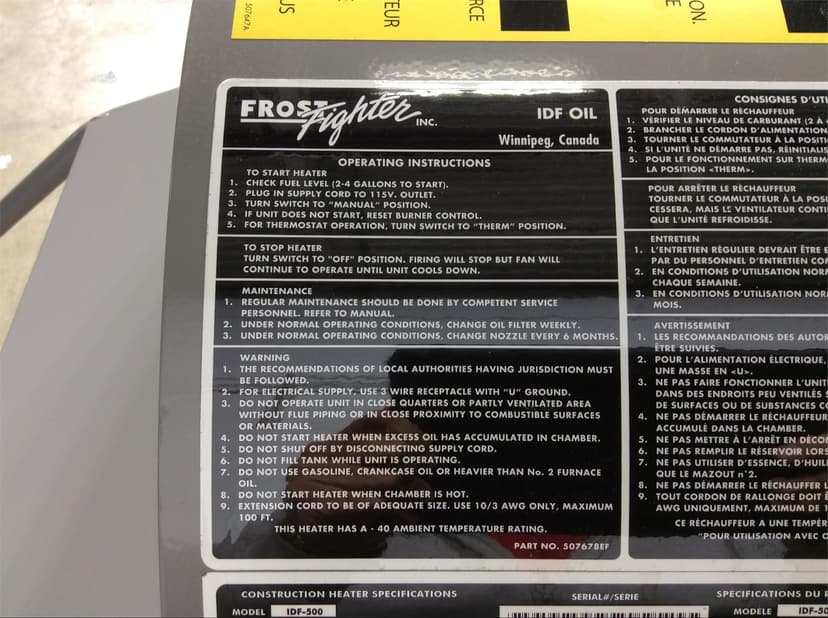 507647A
US
TEUR
RCE
ON.
FROST Fighter INC.
IDF OIL
Winnipeg, Canada
OPERATING INSTRUCTIONS
TO START HEATER
1. CHECK FUEL LEVEL (2-4 GALLONS TO START).
2. PLUG IN SUPPLY CORD TO 115V. OUTLET.
3. TURN SWITCH TO "MANUAL" POSITION.
4. IF UNIT DOES NOT START, RESET BURNER CONTROL.
5. FOR THERMOSTAT OPERATION, TURN SWITCH TO "THERM" POSITION.
TO STOP HEATER
TURN SWITCH TO "OFF" POSITION. FIRING WILL STOP BUT FAN WILL
CONTINUE TO OPERATE UNTIL UNIT COOLS DOWN.
MAINTENANCE
1. REGULAR MAINTENANCE SHOULD BE DONE BY COMPETENT SERVICE
PERSONNEL. REFER TO MANUAL.
2. UNDER NORMAL OPERATING CONDITIONS, CHANGE OIL FILTER WEEKLY.
3. UNDER NORMAL OPERATING CONDITIONS, CHANGE NOZZLE EVERY 6 MONTHS.
WARNING
1. THE RECOMMENDATIONS OF LOCAL AUTHORITIES HAVING JURISDICTION MUST
BE FOLLOWED.
2. FOR ELECTRICAL SUPPLY, USE 3 WIRE RECEPTACLE WITH "U" GROUND.
3. DO NOT OPERATE UNIT IN CLOSE QUARTERS OR PARTLY VENTILATED AREA
WITHOUT FLUE PIPING OR IN CLOSE PROXIMITY TO COMBUSTIBLE SURFACES
OR MATERIALS.
4. DO NOT START HEATER WHEN EXCESS OIL HAS ACCUMULATED IN CHAMBER.
5. DO NOT SHUT OFF BY DISCONNECTING SUPPLY CORD.
6. DO NOT FILL TANK WHILE UNIT IS OPERATING.
7. DO NOT USE GASOLINE, CRANKCASE OIL OR HEAVIER THAN No. 2 FURNACE
OIL.
8. DO NOT START HEATER WHEN CHAMBER IS HOT.
9. EXTENSION CORD TO BE OF ADEQUATE SIZE. USE 10/3 AWG ONLY, MAXIMUM
100 FT.
THIS HEATER HAS A - 40 AMBIENT TEMPERATURE RATING.
PART NO. 507678EF
CONSIGNES D'UTI
POUR DÉMARRER LE RÉCHAUFFEUR
1. VÉRIFIER LE NIVEAU DE CARBURANT (2 À 4
2. BRANCHER LE CORDON D'ALIMENTATION
3. TOURNER LE COMMUTATEUR À LA POSIT
4. SI L'UNITÉ NE DÉMARRE PAS, RÉINITIALIS
5. POUR LE FONCTIONNEMENT SUR THERM
LA POSITION <THERM>.
POUR ARRÊTER LE RÉCHAUFFEUR
TOURNER LE COMMUTATEUR À LA POSI
CESSERA, MAIS LE VENTILATEUR CONTIN
QUE L'UNITÉ REFROIDISSE.
ENTRETIEN
1. L'ENTRETIEN RÉGULIER DEVRAIT ÊTRE E
PAR DU PERSONNEL D'ENTRETIEN COM
2. EN CONDITIONS D'UTILISATION NORM
CHAQUE SEMAINE.
3. EN CONDITIONS D'UTILISATION NORM
MOIS.
AVERTISSEMENT
1. LES RECOMMANDATIONS DES AUTOR
ÊTRE SUIVIES.
2. POUR L'ALIMENTATION ÉLECTRIQUE,
UNE MASSE EN <U>.
3. NE PAS FAIRE FONCTIONNER L'UNIT
DANS DES ENDROITS PEU VENTILÉS S
DE SURFACES OU DE SUBSTANCES CO
4. NE PAS DÉMARRER LE RÉCHAUFFEUR
ACCUMULÉ DANS LA CHAMBRE.
5. NE PAS METTRE À L'ARRÊT EN DÉCO
6. NE PAS REMPLIR LE RÉSERVOIR LORS
7. NE PAS UTILISER D'ESSENCE, D'HUILE
QUE LE MAZOUT n°2.
8. NE PAS DÉMARRER LE RÉCHAUFFER L
9. TOUT CORDON DE RALLONGE DOIT Ê
AWG UNIQUEMENT, MAXIMUM DE 1
CE RÉCHAUFFEUR A UNE TEMPÉR
"POUR UTILISATION AVEC O
CONSTRUCTION HEATER SPECIFICATIONS
SERIAL#/SERIE
SPÉCIFICATIONS DU R
MODEL IDF-500
MODÈLE IDF-50